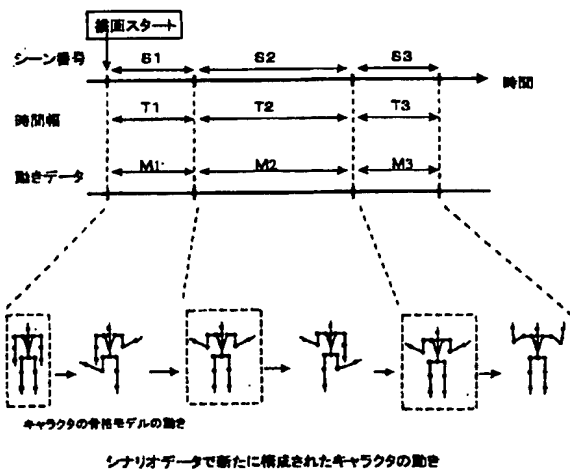 描画スタート
シーン番号 S1 S2 S3 時間
時間幅 T1 T2 T3
動きデータ M1 M2 M3
キャラクタの骨格モデルの動き
シナリオデータで新たに構成されたキャラクタの動き